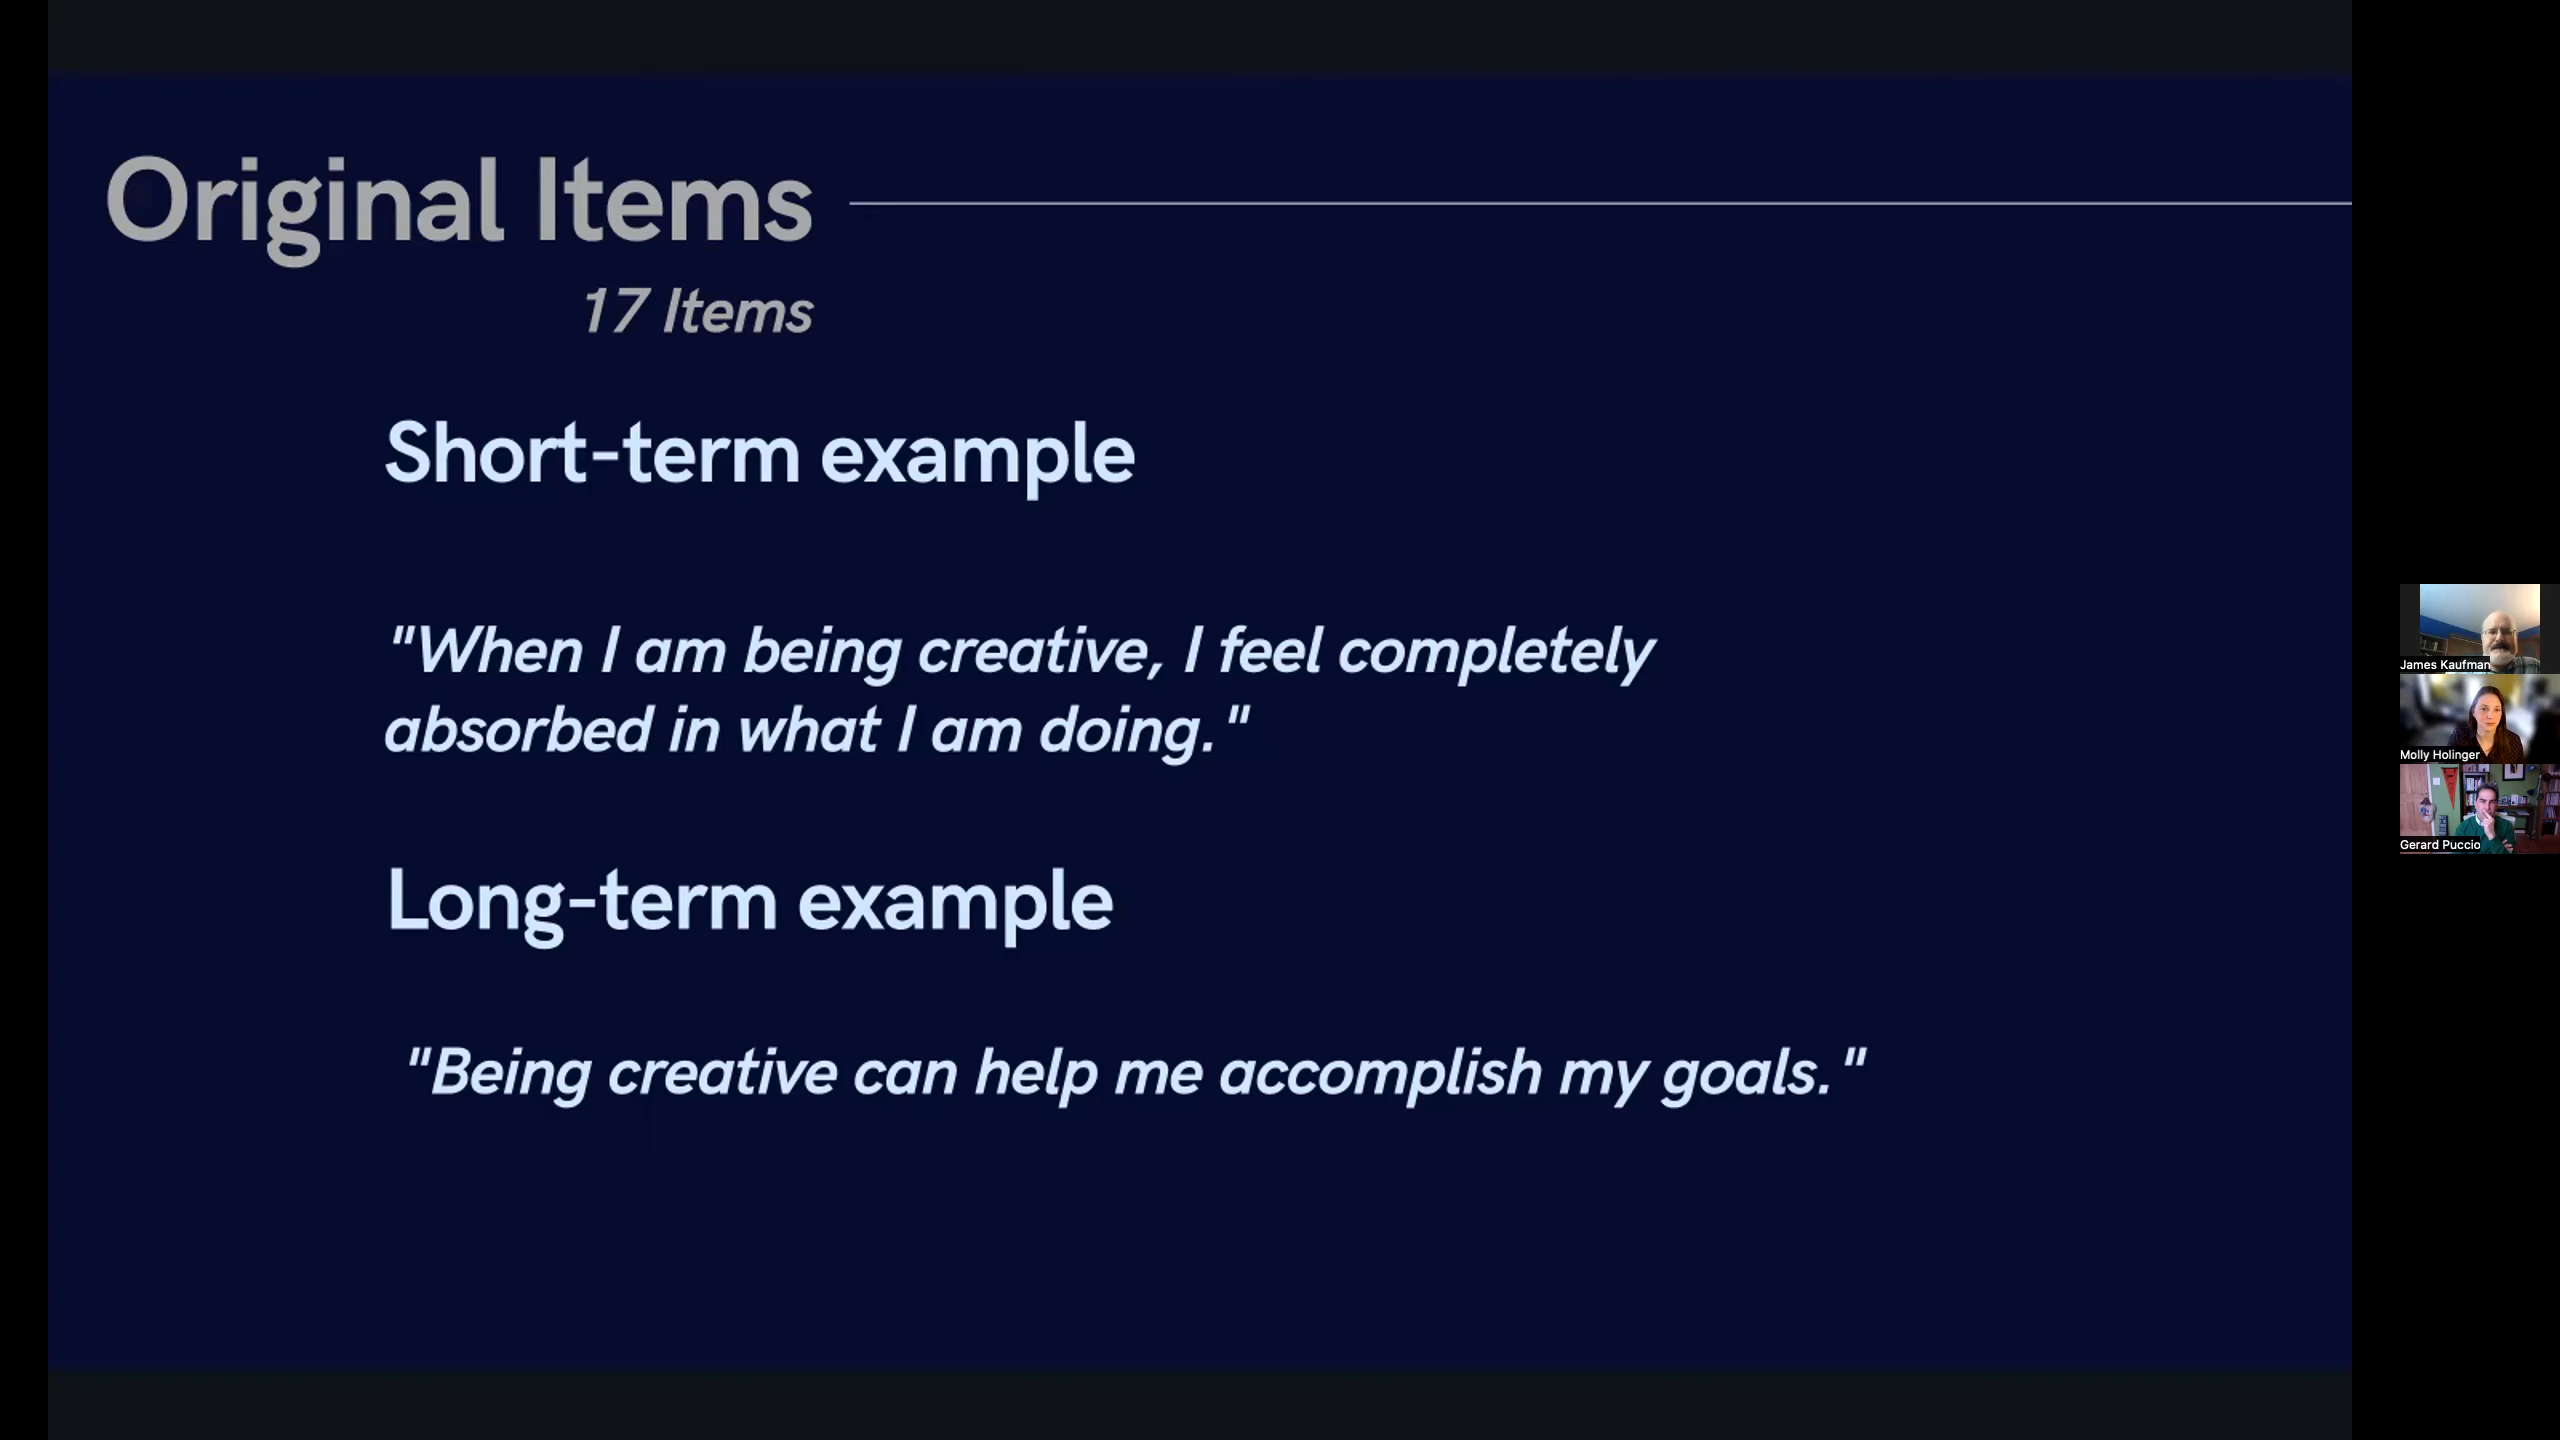 Original Items
17 Items
Short-term example
"When I am being creative, I feel completely
absorbed in what I am doing."
Long-term example
"Being creative can help me accomplish my goals."
James Kaufman
Molly Holinger
Gerard Puccio